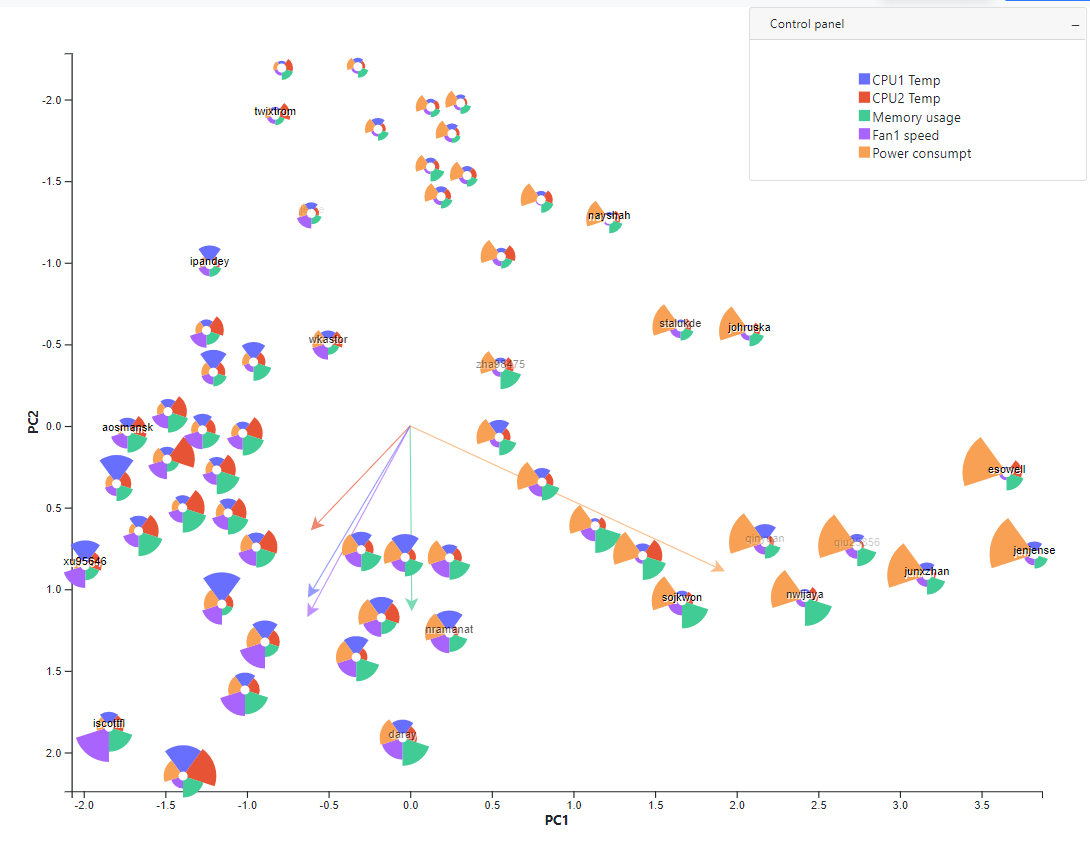 Control panel
–
CPU1 Temp
CPU2 Temp
Memory usage
Fan1 speed
Power consumpt
twixtrom
nayshah
ipandey
stalukde
johruska
wkastor
zha98475
aosmansk
esowell
qiu25256
jenjense
xu95646
junxzhan
sojkwon
nwijaya
nramanat
iscottfl
daray
-2.0
-1.5
-1.0
-0.5
0.0
0.5
1.0
1.5
2.0
PC2
-2.0 -1.5 -1.0 -0.5 0.0 0.5 1.0 1.5 2.0 2.5 3.0 3.5
PC1